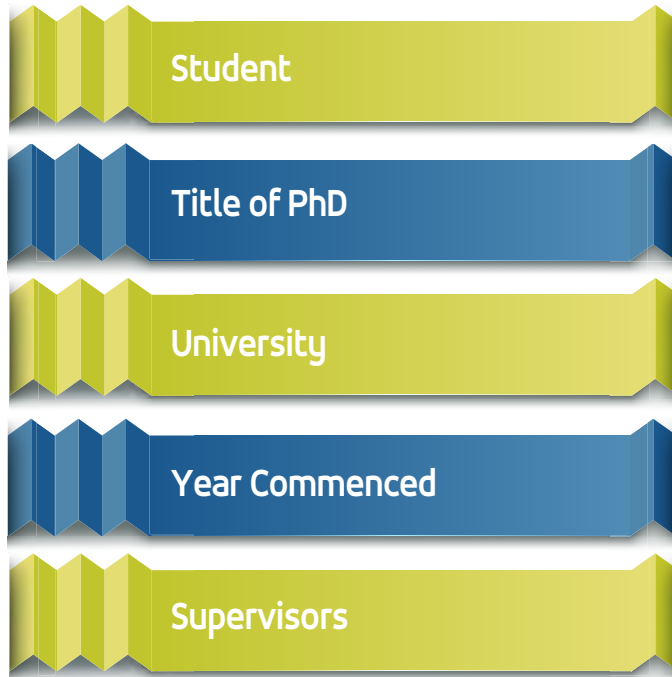 Student
Title of PhD
University
Year Commenced
Supervisors